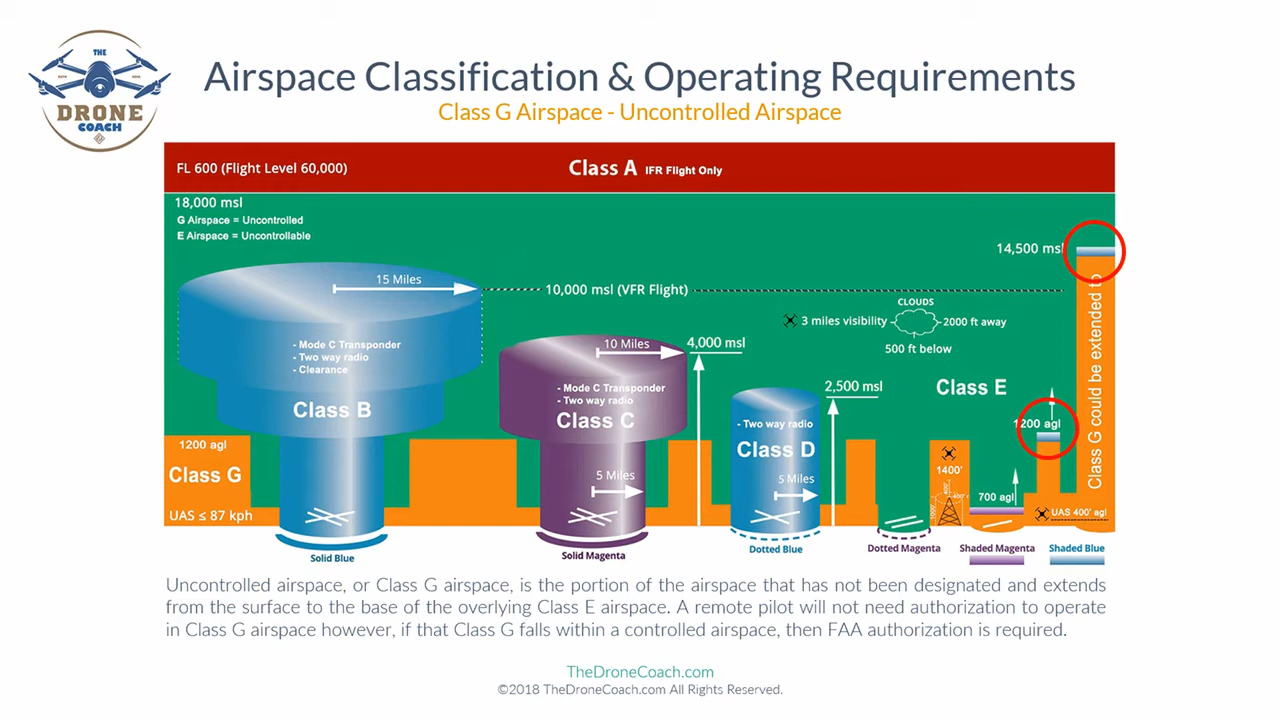 THE
DRONE
COACH
Airspace Classification & Operating Requirements
Class G Airspace - Uncontrolled Airspace
FL 600 (Flight Level 60,000)
Class A IFR Flight Only
18,000 msl
G Airspace = Uncontrolled
E Airspace = Uncontrollable
14,500 msl
15 Miles
10,000 msl (VFR Flight)
CLOUDS
3 miles visibility
2000 ft away
500 ft below
- Mode C Transponder
- Two way radio
- Clearance
Class B
10 Miles
4,000 msl
- Mode C Transponder
- Two way radio
Class C
2,500 msl
- Two way radio
Class D
Class E
1200 agl
Class G could be extended to
1200 agl
Class G
UAS ≤ 87 kph
5 Miles
5 Miles
1400'
400'
700 agl
UAS 400' agl
Solid Blue
Solid Magenta
Dotted Blue
Dotted Magenta
Shaded Magenta
Shaded Blue
Uncontrolled airspace, or Class G airspace, is the portion of the airspace that has not been designated and extends
from the surface to the base of the overlying Class E airspace. A remote pilot will not need authorization to operate
in Class G airspace however, if that Class G falls within a controlled airspace, then FAA authorization is required.
TheDroneCoach.com
©2018 TheDroneCoach.com All Rights Reserved.